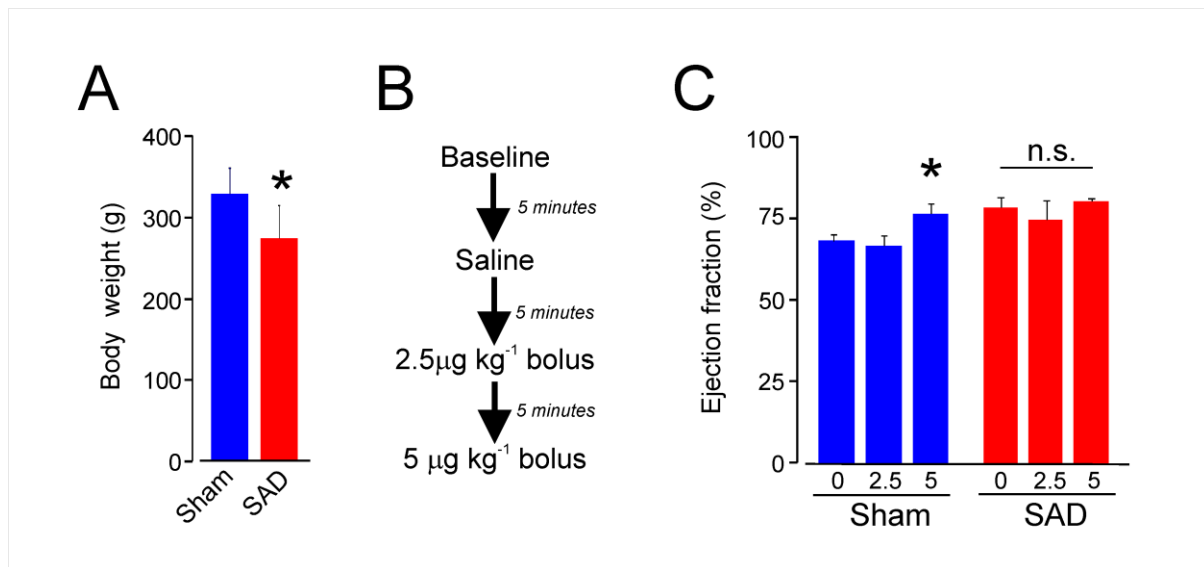 A
400
300
200
100
0
Body weight (g)
*
Sham
SAD
B
Baseline
5 minutes
Saline
5 minutes
2.5µg kg⁻¹ bolus
5 minutes
5 µg kg⁻¹ bolus
C
100
75
50
25
0
Ejection fraction (%)
*
n.s.
0 2.5 5 0 2.5 5
Sham SAD